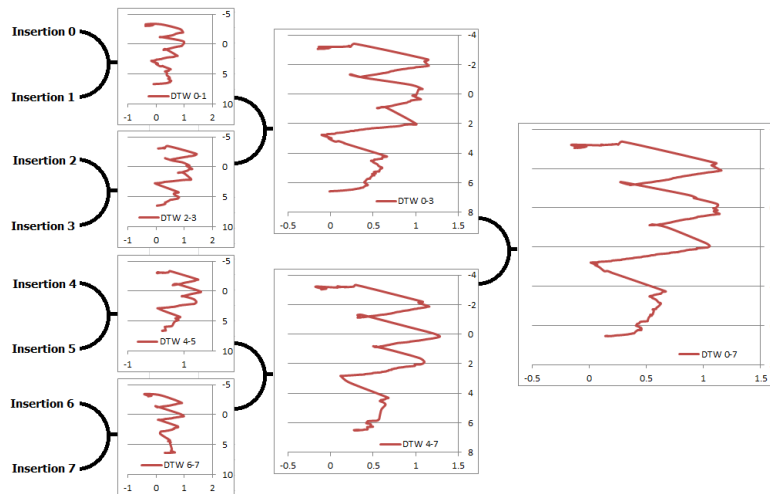 Insertion 0
Insertion 1
Insertion 2
Insertion 3
Insertion 4
Insertion 5
Insertion 6
Insertion 7
-5
0
5
10
DTW 0-1
-1 0 1 2
-5
0
5
10
DTW 2-3
-1 0 1 2
-5
0
5
10
DTW 4-5
-1 1
-5
0
5
10
DTW 6-7
-1 0 1 2
-4
-2
0
2
4
6
8
DTW 0-3
-0.5 0 0.5 1 1.5
-4
-2
0
2
4
6
8
DTW 4-7
-0.5 0 0.5 1 1.5
DTW 0-7
-0.5 0 0.5 1 1.5